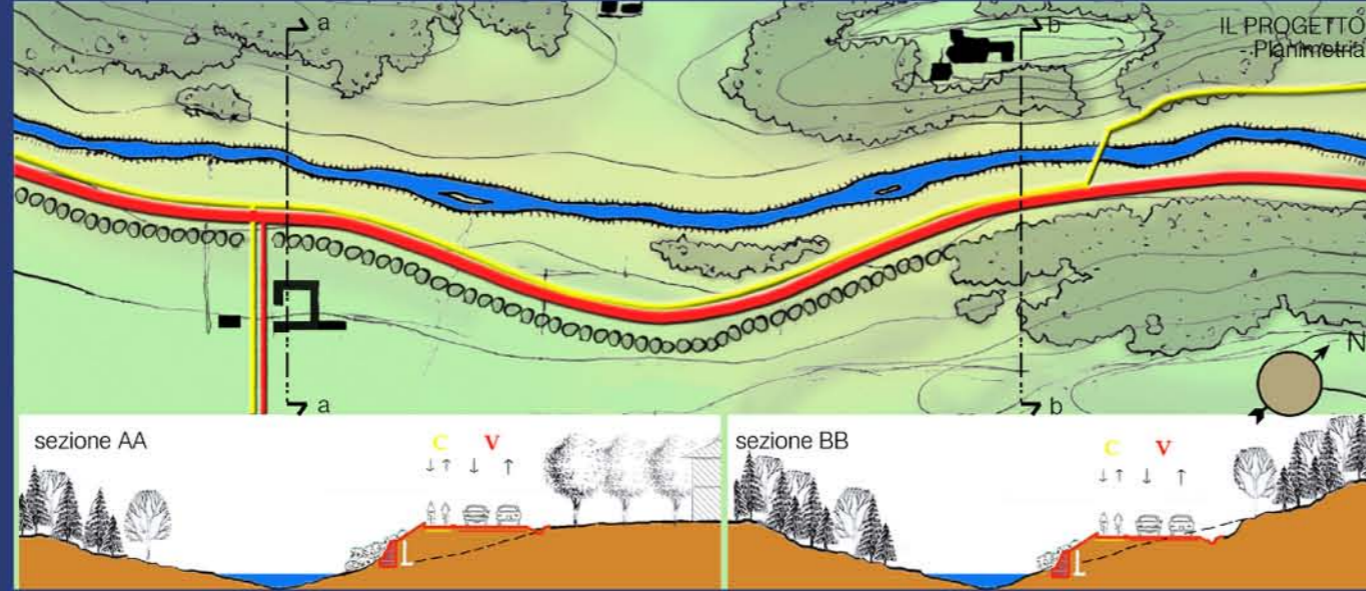 a
b
IL PROGETTO
- Planimetria
N
a
b
sezione AA
C V
sezione BB
C V